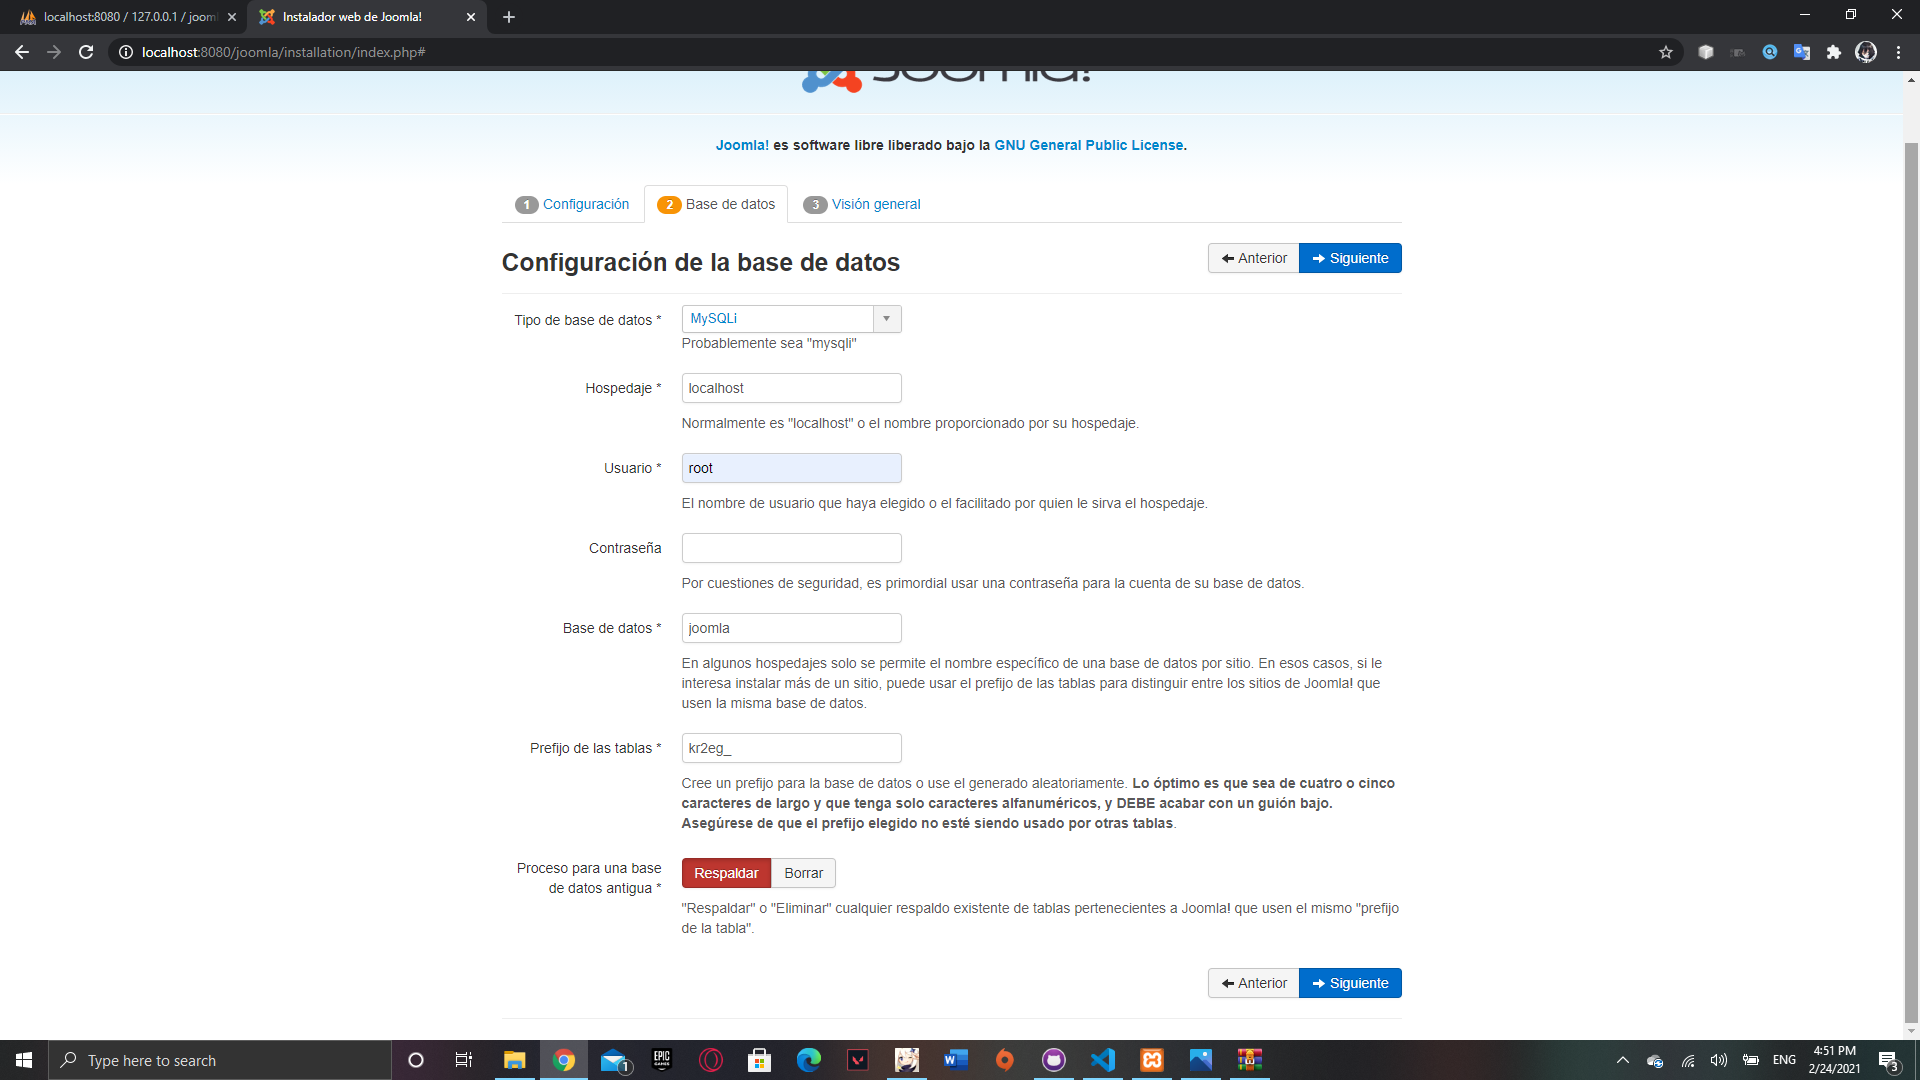 localhost:8080 / 127.0.0.1 / joom
Instalador web de Joomla!
localhost:8080/joomla/installation/index.php#
Joomla!
Joomla! es software libre liberado bajo la GNU General Public License.
1 Configuración
2 Base de datos
3 Visión general
Configuración de la base de datos
Anterior
Siguiente
Tipo de base de datos *
MySQLi
Probablemente sea "mysqli"
Hospedaje *
localhost
Normalmente es "localhost" o el nombre proporcionado por su hospedaje.
Usuario *
root
El nombre de usuario que haya elegido o el facilitado por quien le sirva el hospedaje.
Contraseña
Por cuestiones de seguridad, es primordial usar una contraseña para la cuenta de su base de datos.
Base de datos *
joomla
En algunos hospedajes solo se permite el nombre específico de una base de datos por sitio. En esos casos, si le
interesa instalar más de un sitio, puede usar el prefijo de las tablas para distinguir entre los sitios de Joomla! que
usen la misma base de datos.
Prefijo de las tablas *
kr2eg_
Cree un prefijo para la base de datos o use el generado aleatoriamente. Lo óptimo es que sea de cuatro o cinco
caracteres de largo y que tenga solo caracteres alfanuméricos, y DEBE acabar con un guión bajo.
Asegúrese de que el prefijo elegido no esté siendo usado por otras tablas.
Proceso para una base
de datos antigua *
Respaldar
Borrar
"Respaldar" o "Eliminar" cualquier respaldo existente de tablas pertenecientes a Joomla! que usen el mismo "prefijo
de la tabla".
Anterior
Siguiente
Type here to search
1
EPIC
GAMES
ENG
4:51 PM
2/24/2021
3